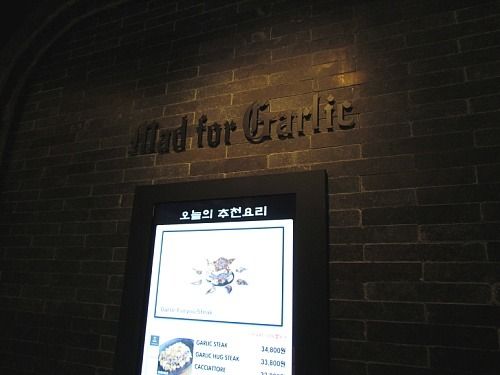 Mad for Garlic
오늘의 추천요리
GARLIC STEAK 34,800원
GARLIC HUG STEAK 33,800원
CACCIATORE